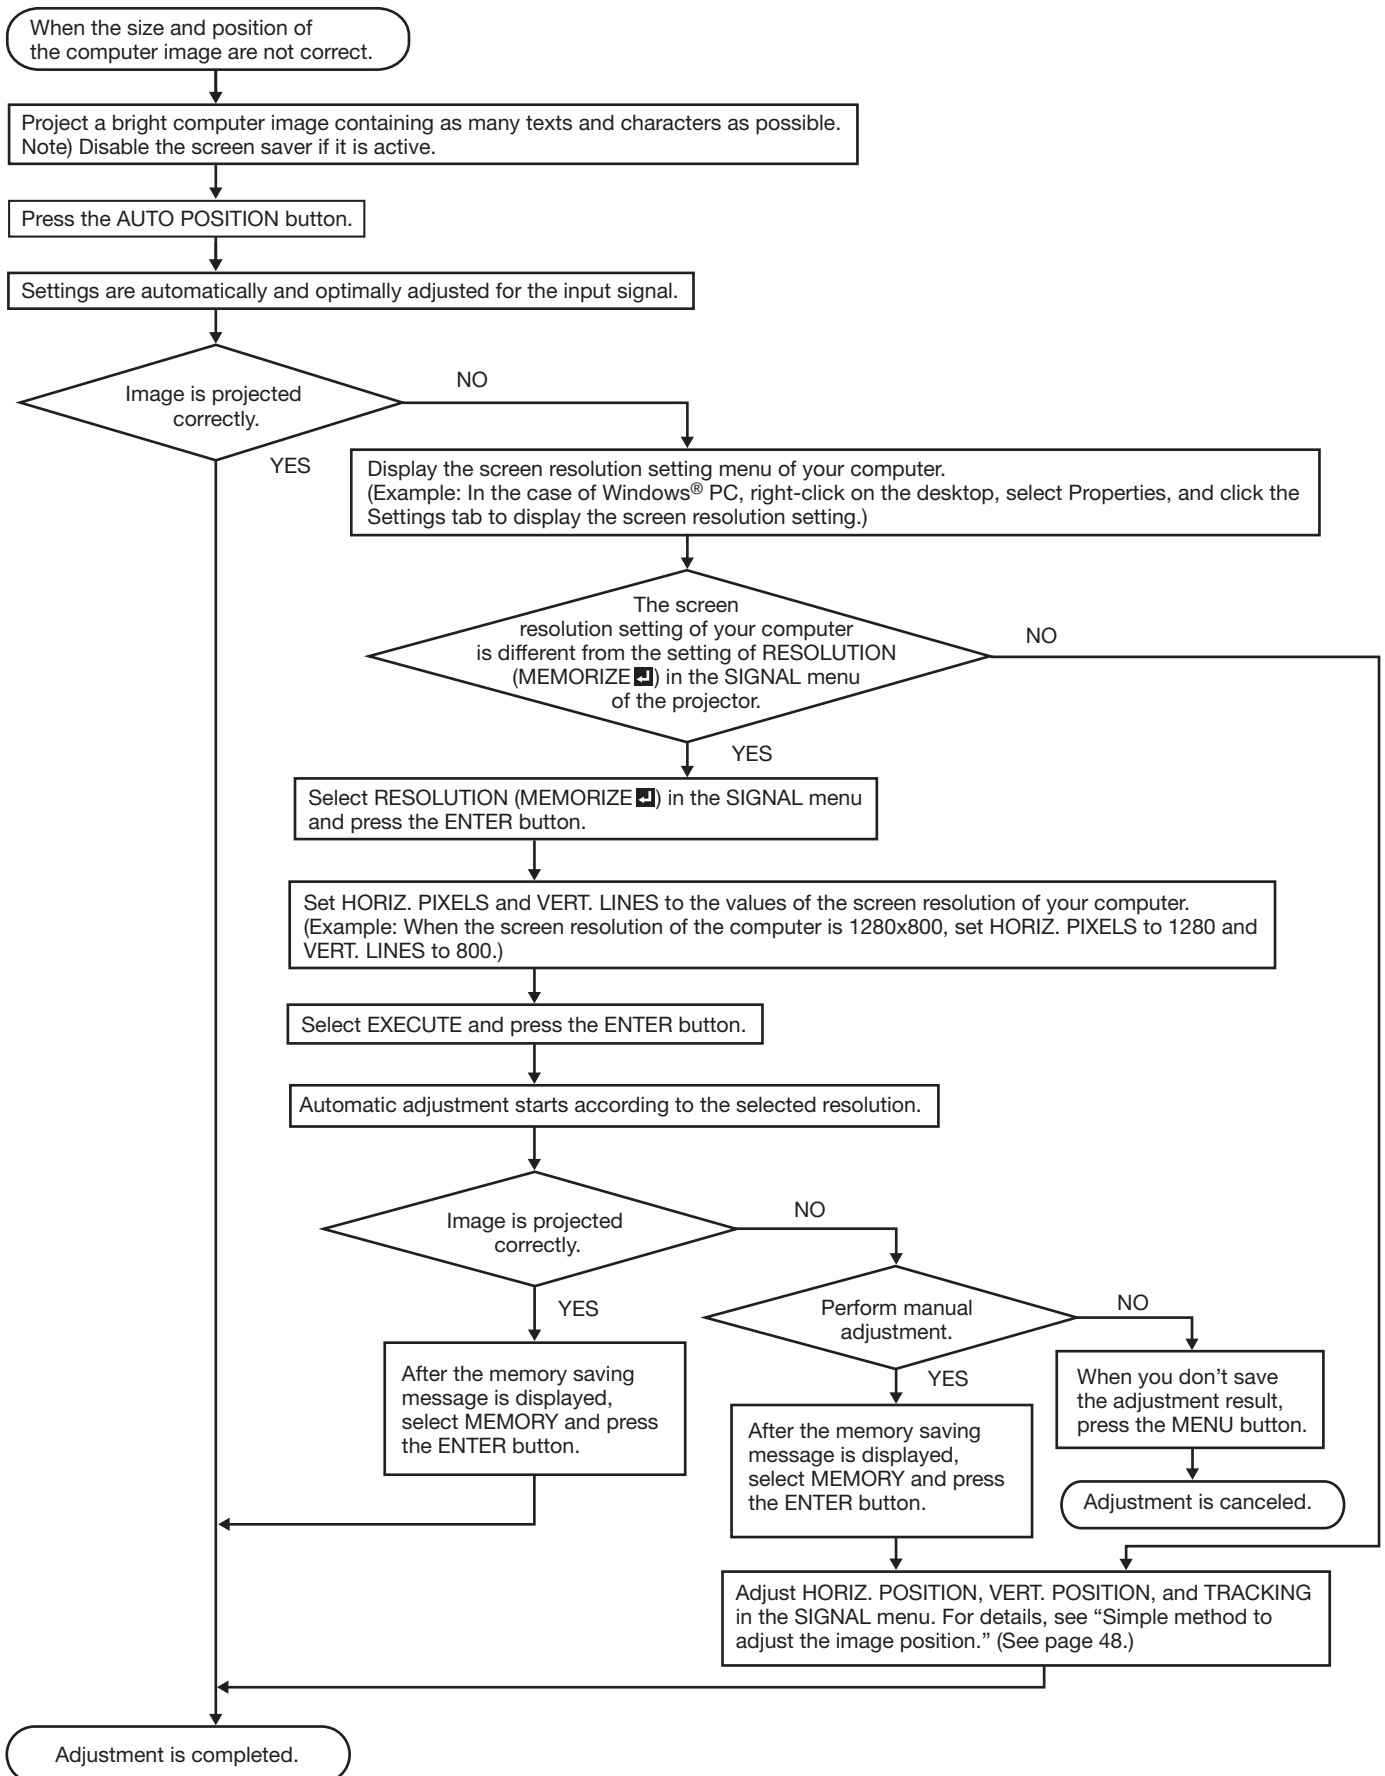 When the size and position of
the computer image are not correct.
Project a bright computer image containing as many texts and characters as possible.
Note) Disable the screen saver if it is active.
Press the AUTO POSITION button.
Settings are automatically and optimally adjusted for the input signal.
Image is projected
correctly.
NO
YES
Display the screen resolution setting menu of your computer.
(Example: In the case of Windows® PC, right-click on the desktop, select Properties, and click the
Settings tab to display the screen resolution setting.)
The screen
resolution setting of your computer
is different from the setting of RESOLUTION
(MEMORIZE↵) in the SIGNAL menu
of the projector.
NO
YES
Select RESOLUTION (MEMORIZE↵) in the SIGNAL menu
and press the ENTER button.
Set HORIZ. PIXELS and VERT. LINES to the values of the screen resolution of your computer.
(Example: When the screen resolution of the computer is 1280x800, set HORIZ. PIXELS to 1280 and
VERT. LINES to 800.)
Select EXECUTE and press the ENTER button.
Automatic adjustment starts according to the selected resolution.
Image is projected
correctly.
NO
YES
Perform manual
adjustment.
NO
YES
After the memory saving
message is displayed,
select MEMORY and press
the ENTER button.
After the memory saving
message is displayed,
select MEMORY and press
the ENTER button.
When you don't save
the adjustment result,
press the MENU button.
Adjustment is canceled.
Adjust HORIZ. POSITION, VERT. POSITION, and TRACKING
in the SIGNAL menu. For details, see “Simple method to
adjust the image position.” (See page 48.)
Adjustment is completed.